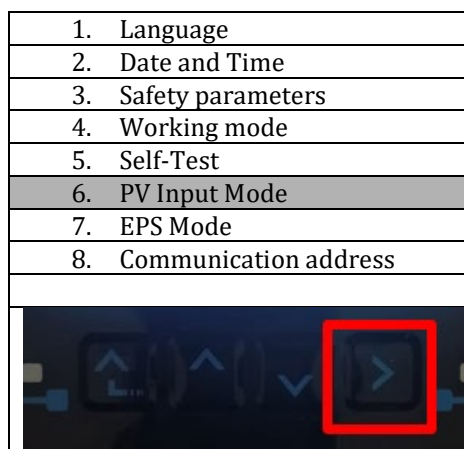 1. Language
2. Date and Time
3. Safety parameters
4. Working mode
5. Self-Test
6. PV Input Mode
7. EPS Mode
8. Communication address